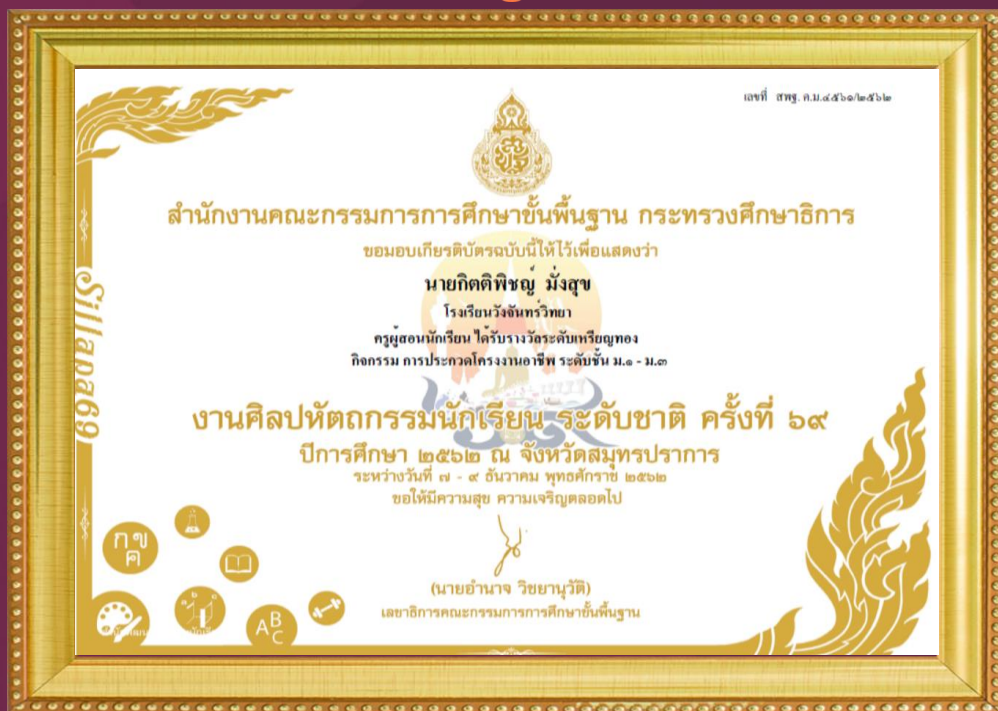 เลขที่ สพฐ. ค.ม.๔๕๖๑/๒๕๖๒
สำนักงานคณะกรรมการการศึกษาขั้นพื้นฐาน กระทรวงศึกษาธิการ
ขอมอบเกียรติบัตรฉบับนี้ให้ไว้เพื่อแสดงว่า
นายกิตติพิชญ์ มั่งสุข
โรงเรียนวังจันทร์วิทยา
ครูผู้สอนนักเรียน ได้รับรางวัลระดับเหรียญทอง
กิจกรรม การประกวดโครงงานอาชีพ ระดับชั้น ม.๑ - ม.๓
งานศิลปหัตถกรรมนักเรียน ระดับชาติ ครั้งที่ ๖๙
ปีการศึกษา ๒๕๖๒ ณ จังหวัดสมุทรปราการ
ระหว่างวันที่ ๗ - ๙ ธันวาคม พุทธศักราช ๒๕๖๒
ขอให้มีความสุข ความเจริญตลอดไป
(นายอำนาจ วิชยานุวัติ)
เลขาธิการคณะกรรมการการศึกษาขั้นพื้นฐาน
Sillapa69
ก ข
ค
A B
C